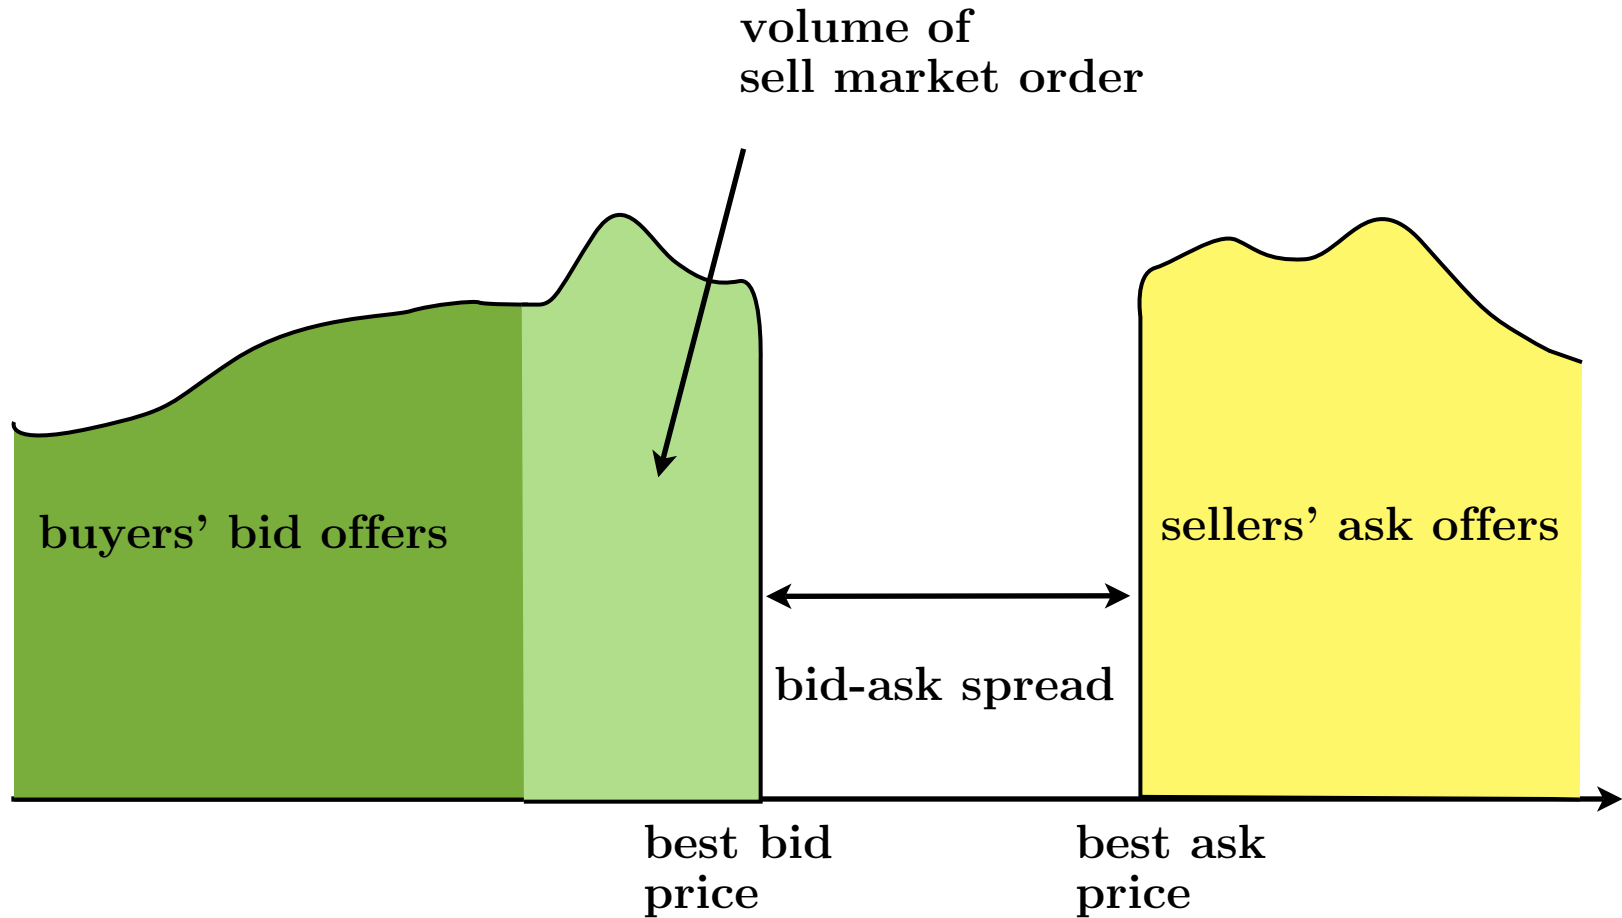 volume of
sell market order
buyers’ bid offers
sellers’ ask offers
bid-ask spread
best bid
price
best ask
price